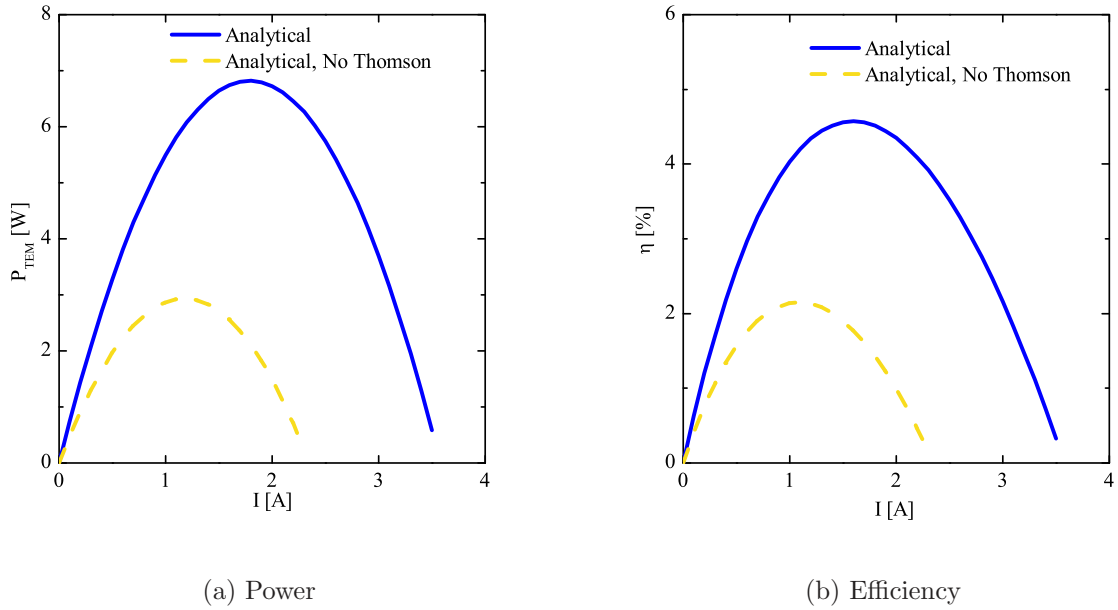 8
6
4
2
0
P_TEM [W]
Analytical
Analytical, No Thomson
0 1 2 3 4
I [A]
(a) Power
6
4
2
0
η [%]
Analytical
Analytical, No Thomson
0 1 2 3 4
I [A]
(b) Efficiency